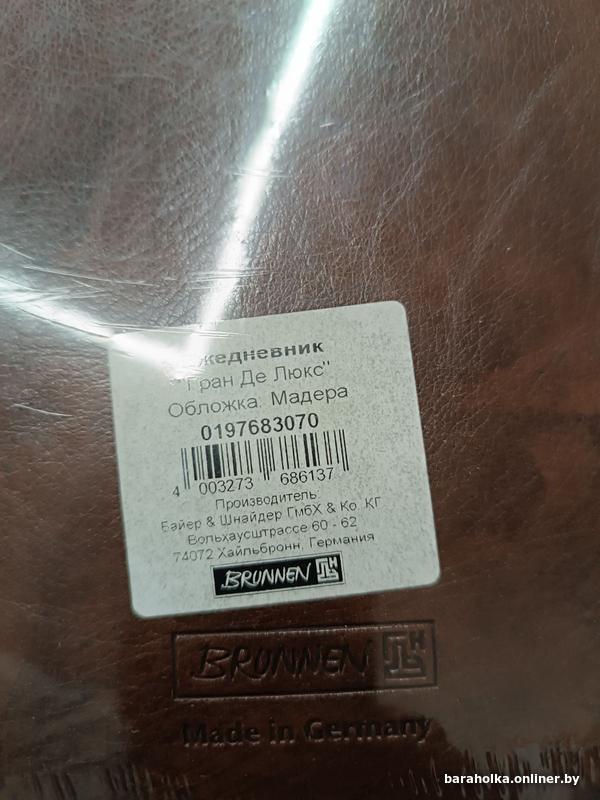 жедневник
"Гран Де Люкс"
Обложка: Мадера
0197683070
4 003273 686137
Производитель:
Байер & Шнайдер ГмбХ & Ко. КГ
Вольхаусштрассе 60 - 62
74072 Хайльбронн, Германия
BRUNNEN
BRUNNEN
Made in Germany
baraholka.onliner.by